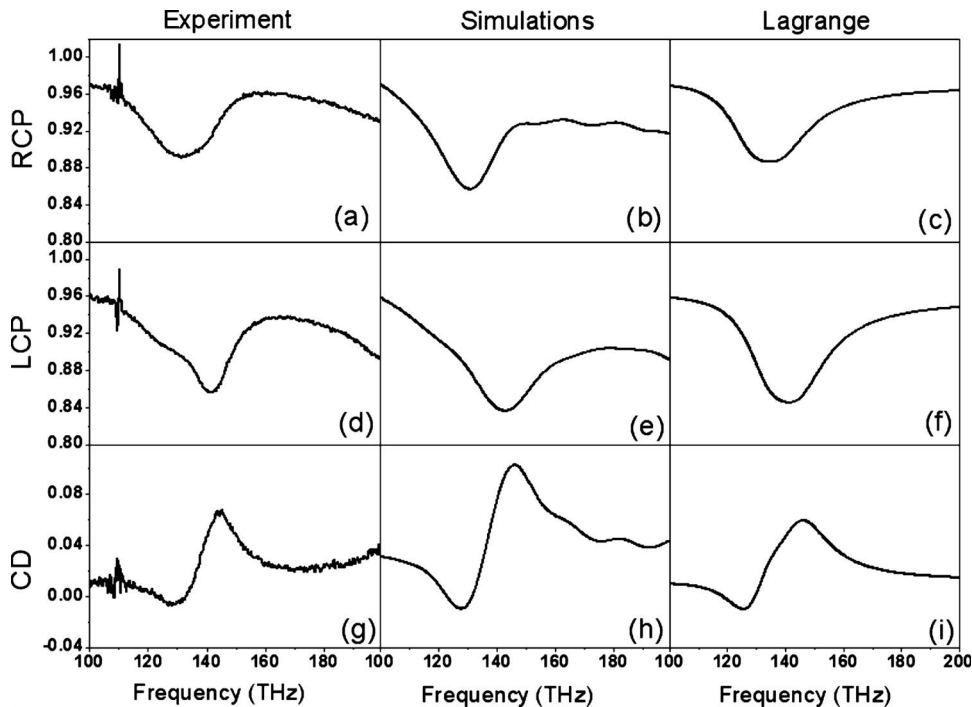 Experiment Simulations Lagrange
RCP
1.00
0.96
0.92
0.88
0.84
0.80
(a) (b) (c)
LCP
1.00
0.96
0.92
0.88
0.84
0.80
(d) (e) (f)
CD
0.08
0.04
0.00
-0.04
(g) (h) (i)
100 120 140 160 180 100 120 140 160 180 100 120 140 160 180 200
Frequency (THz) Frequency (THz) Frequency (THz)